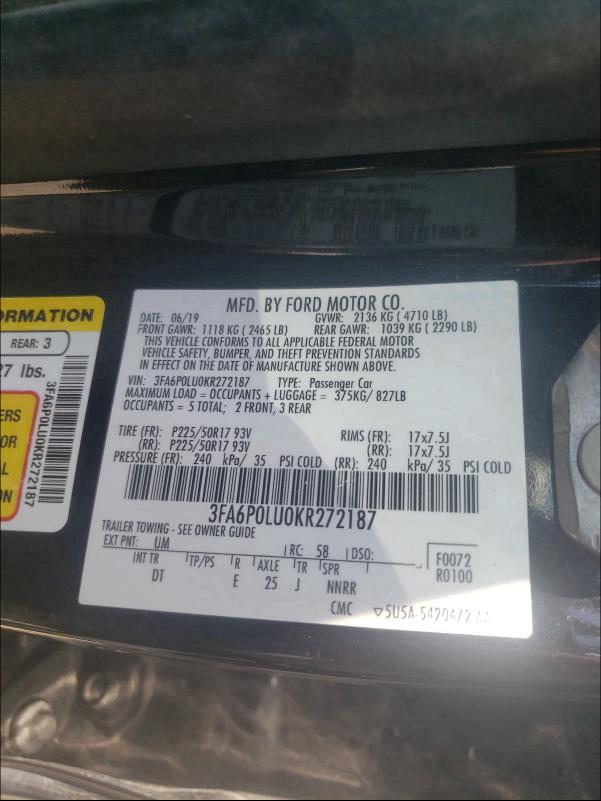 MFD. BY FORD MOTOR CO.
DATE: 06/19 GVWR: 2136 KG ( 4710 LB)
FRONT GAWR: 1118 KG ( 2465 LB) REAR GAWR: 1039 KG ( 2290 LB)
THIS VEHICLE CONFORMS TO ALL APPLICABLE FEDERAL MOTOR
VEHICLE SAFETY, BUMPER, AND THEFT PREVENTION STANDARDS
IN EFFECT ON THE DATE OF MANUFACTURE SHOWN ABOVE.
VIN: 3FA6P0LU0KR272187 TYPE: Passenger Car
MAXIMUM LOAD = OCCUPANTS + LUGGAGE = 375KG/ 827LB
OCCUPANTS = 5 TOTAL; 2 FRONT, 3 REAR
TIRE (FR): P225/50R17 93V RIMS (FR): 17x7.5J
(RR): P225/50R17 93V (RR): 17x7.5J
PRESSURE (FR): 240 kPa/ 35 PSI COLD (RR): 240 kPa/ 35 PSI COLD
3FA6P0LU0KR272187
TRAILER TOWING - SEE OWNER GUIDE
EXT PNT: UM RC: 58 DSO: F0072
INT TR TP/PS R AXLE TR SPR R0100
DT E 25 J NNRR
CMC
REAR: 3
lbs.
3FA6P0LU0KR272187